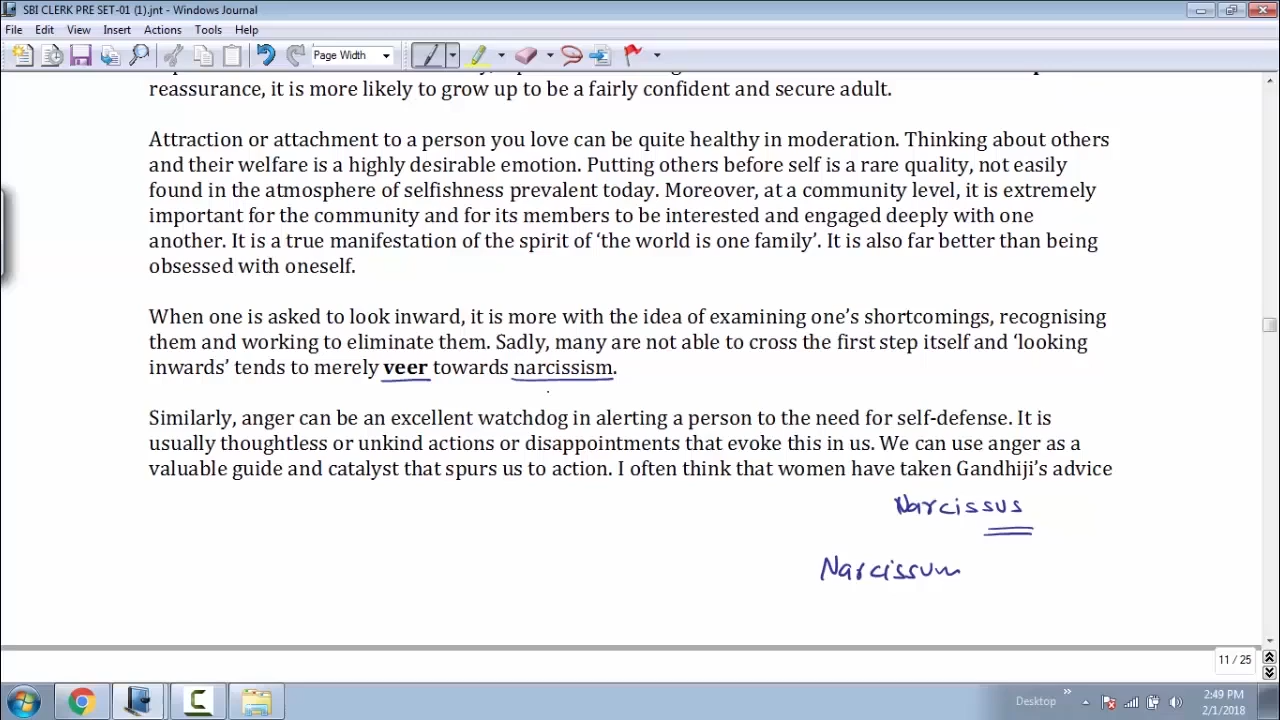 SBI CLERK PRE SET-01 (1).jnt - Windows Journal
File Edit View Insert Actions Tools Help
Page Width
reassurance, it is more likely to grow up to be a fairly confident and secure adult.
Attraction or attachment to a person you love can be quite healthy in moderation. Thinking about others
and their welfare is a highly desirable emotion. Putting others before self is a rare quality, not easily
found in the atmosphere of selfishness prevalent today. Moreover, at a community level, it is extremely
important for the community and for its members to be interested and engaged deeply with one
another. It is a true manifestation of the spirit of ‘the world is one family’. It is also far better than being
obsessed with oneself.
When one is asked to look inward, it is more with the idea of examining one’s shortcomings, recognising
them and working to eliminate them. Sadly, many are not able to cross the first step itself and ‘looking
inwards’ tends to merely veer towards narcissism.
Similarly, anger can be an excellent watchdog in alerting a person to the need for self-defense. It is
usually thoughtless or unkind actions or disappointments that evoke this in us. We can use anger as a
valuable guide and catalyst that spurs us to action. I often think that women have taken Gandhiji’s advice
Narcissus
Narcissum
11 / 25
Desktop
2:49 PM
2/1/2018